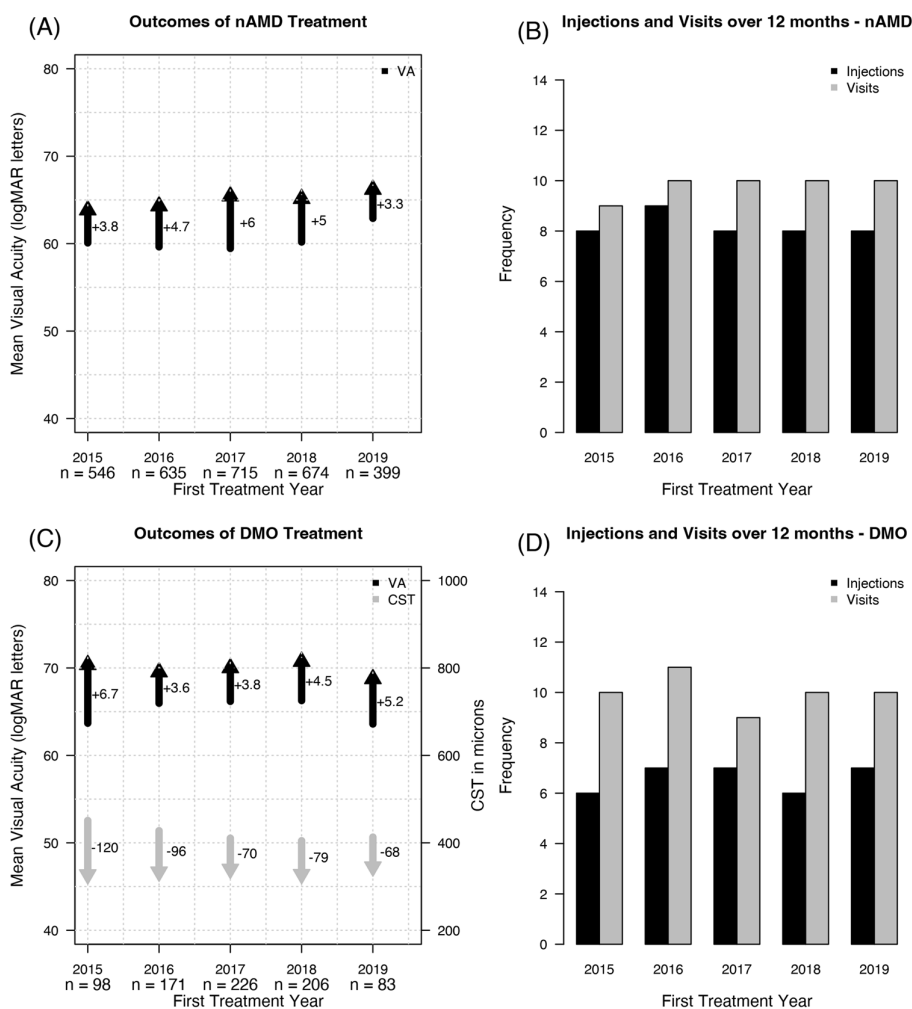 (A)
Outcomes of nAMD Treatment
VA
Mean Visual Acuity (logMAR letters)
80
70
60
50
40
+3.8
+4.7
+6
+5
+3.3
2015 2016 2017 2018 2019
n = 546 n = 635 n = 715 n = 674 n = 399
First Treatment Year
(B)
Injections and Visits over 12 months - nAMD
Injections
Visits
Frequency
14
12
10
8
6
4
2
0
2015 2016 2017 2018 2019
First Treatment Year
(C)
Outcomes of DMO Treatment
VA
CST
Mean Visual Acuity (logMAR letters)
80
70
60
50
40
+6.7
+3.6
+3.8
+4.5
+5.2
-120
-96
-70
-79
-68
1000
800
600
400
200
CST in microns
2015 2016 2017 2018 2019
n = 98 n = 171 n = 226 n = 206 n = 83
First Treatment Year
(D)
Injections and Visits over 12 months - DMO
Injections
Visits
Frequency
14
12
10
8
6
4
2
0
2015 2016 2017 2018 2019
First Treatment Year